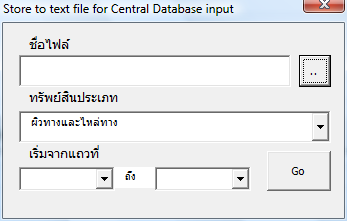 Store to text file for Central Database input
ชื่อไฟล์
..
ทรัพย์สินประเภท
ผิวทางและไหล่ทาง
เริ่มจากแถวที่
ถึง
Go